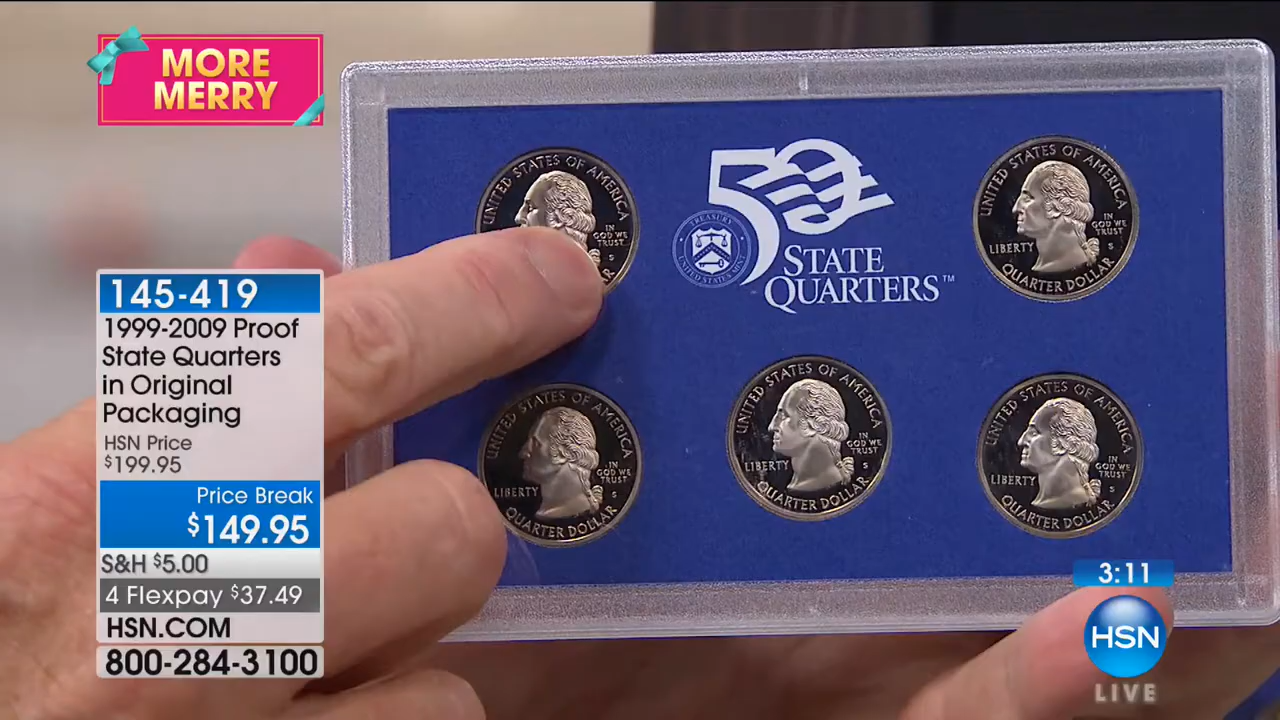 MORE
MERRY
145-419
1999-2009 Proof
State Quarters
in Original
Packaging
HSN Price
$199.95
Price Break
$149.95
S&H $5.00
4 Flexpay $37.49
HSN.COM
800-284-3100
UNITED STATES OF AMERICA
IN
GOD WE
TRUST
S
50
STATE
QUARTERS™
TREASURY
UNITED STATES MINT
UNITED STATES OF AMERICA
LIBERTY
IN
GOD WE
TRUST
S
QUARTER DOLLAR
UNITED STATES OF AMERICA
LIBERTY
IN
GOD WE
TRUST
S
QUARTER DOLLAR
UNITED STATES OF AMERICA
LIBERTY
IN
GOD WE
TRUST
S
QUARTER DOLLAR
UNITED STATES OF AMERICA
LIBERTY
IN
GOD WE
TRUST
S
QUARTER DOLLAR
3:11
HSN
LIVE